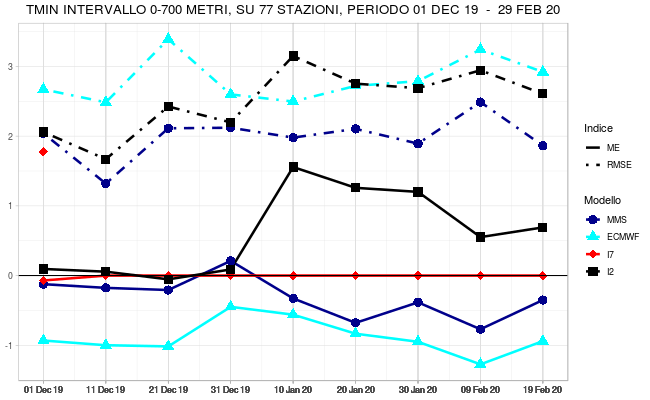 TMIN INTERVALLO 0-700 METRI, SU 77 STAZIONI, PERIODO 01 DEC 19 - 29 FEB 20
3
2
1
0
-1
01 Dec 19 11 Dec 19 21 Dec 19 31 Dec 19 10 Jan 20 20 Jan 20 30 Jan 20 09 Feb 20 19 Feb 20
Indice
ME
RMSE
Modello
MMS
ECMWF
I7
I2